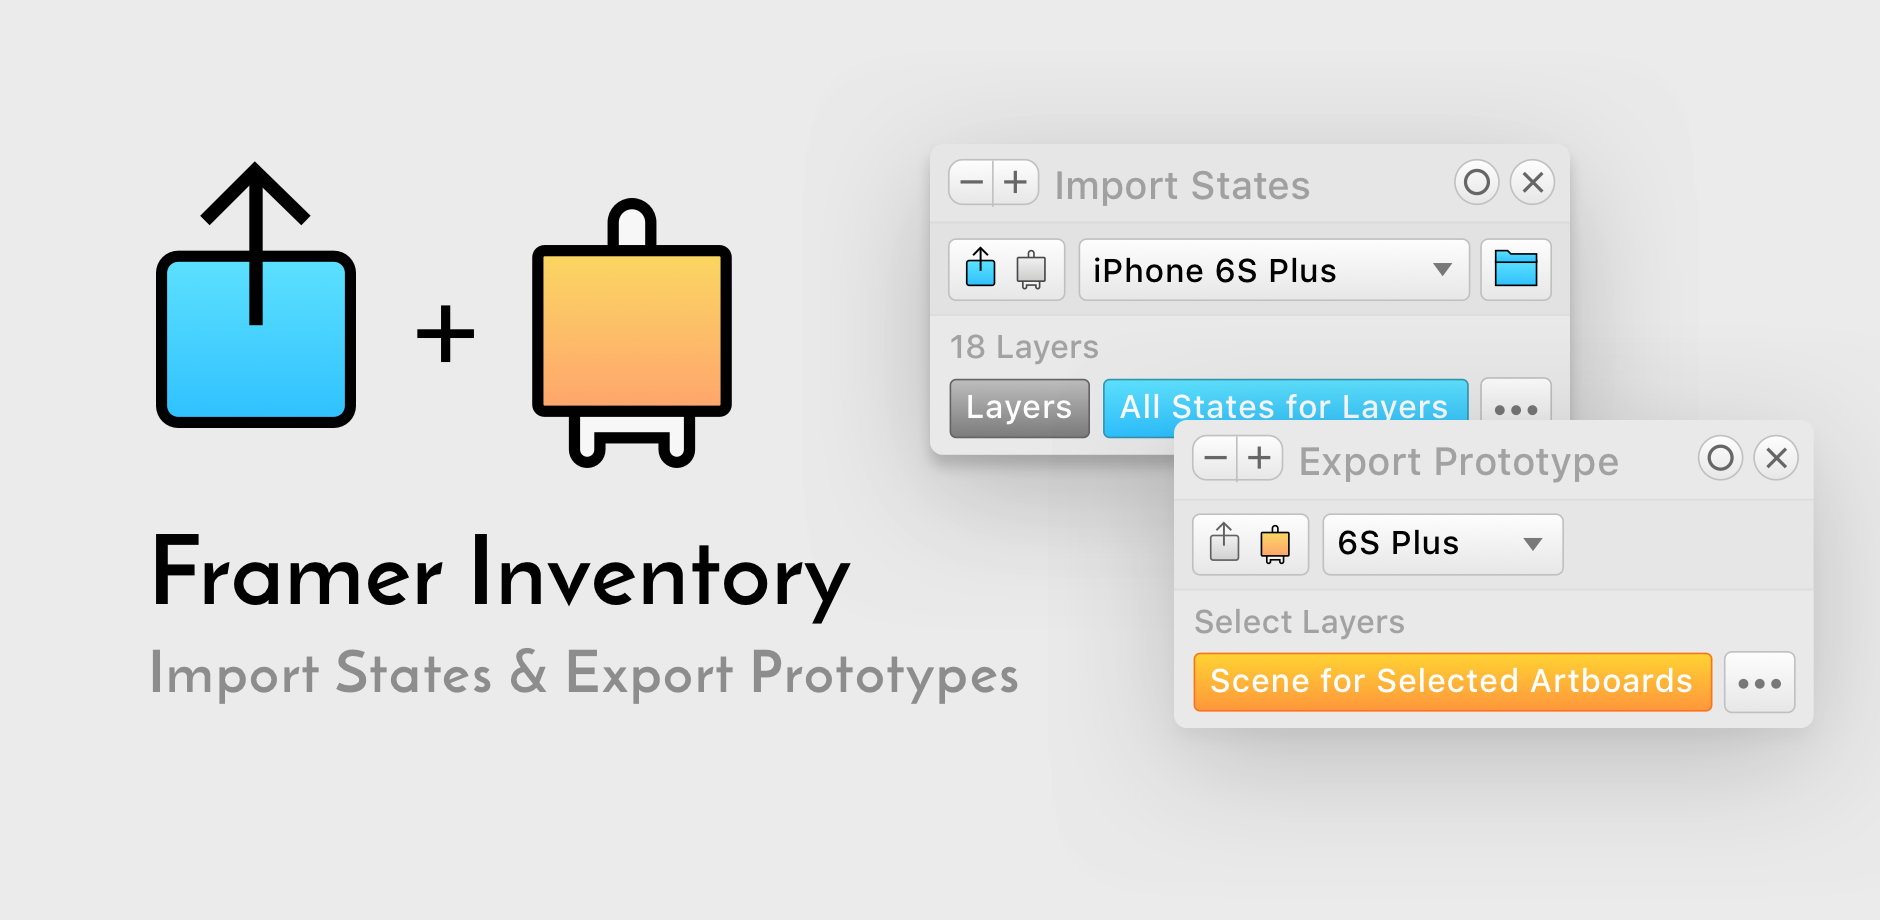 Framer Inventory
Import States & Export Prototypes
Import States
iPhone 6S Plus
18 Layers
Layers
All States for Layers
Export Prototype
6S Plus
Select Layers
Scene for Selected Artboards